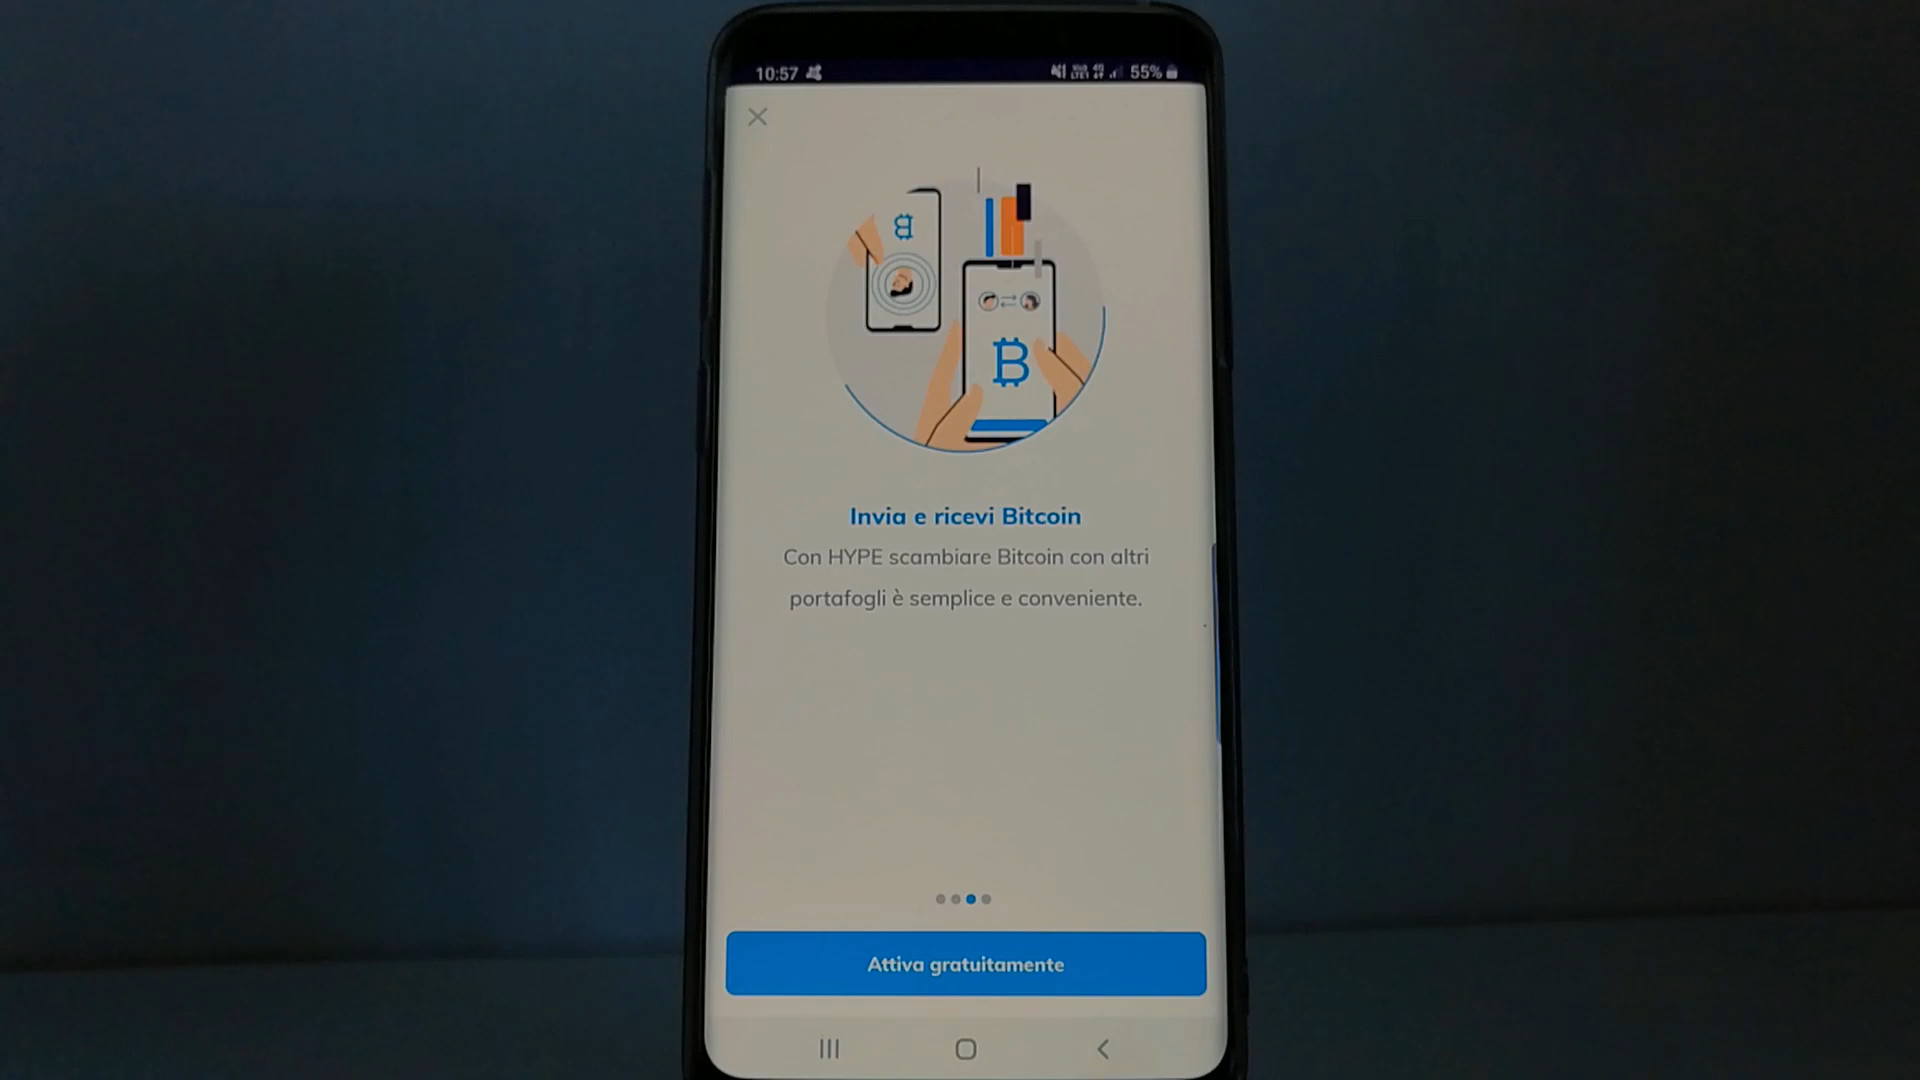 10:57
55%
Invia e ricevi Bitcoin
Con HYPE scambiare Bitcoin con altri
portafogli è semplice e conveniente.
Attiva gratuitamente